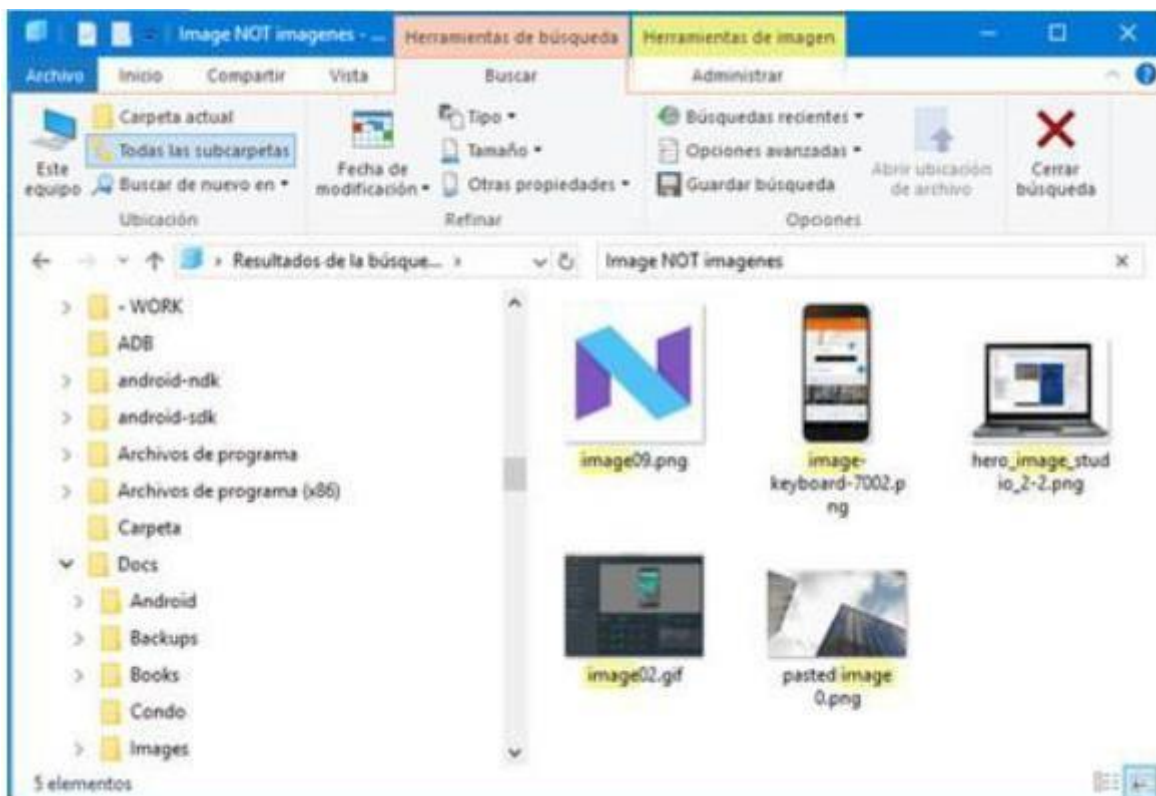 Image NOT imagenes - ...
Herramientas de búsqueda
Herramientas de imagen
Archivo
Inicio
Compartir
Vista
Buscar
Administrar
Este
equipo
Carpeta actual
Todas las subcarpetas
Buscar de nuevo en
Ubicación
Fecha de
modificación
Tipo
Tamaño
Otras propiedades
Refinar
Búsquedas recientes
Opciones avanzadas
Guardar búsqueda
Abrir ubicación
de archivo
Opciones
Cerrar
búsqueda
Resultados de la búsque...
Image NOT imagenes
- WORK
ADB
android-ndk
android-sdk
Archivos de programa
Archivos de programa (x86)
Carpeta
Docs
Android
Backups
Books
Condo
Images
image09.png
image-
keyboard-7002.p
ng
hero_image_stud
io_2-2.png
image02.gif
pasted image
0.png
5 elementos